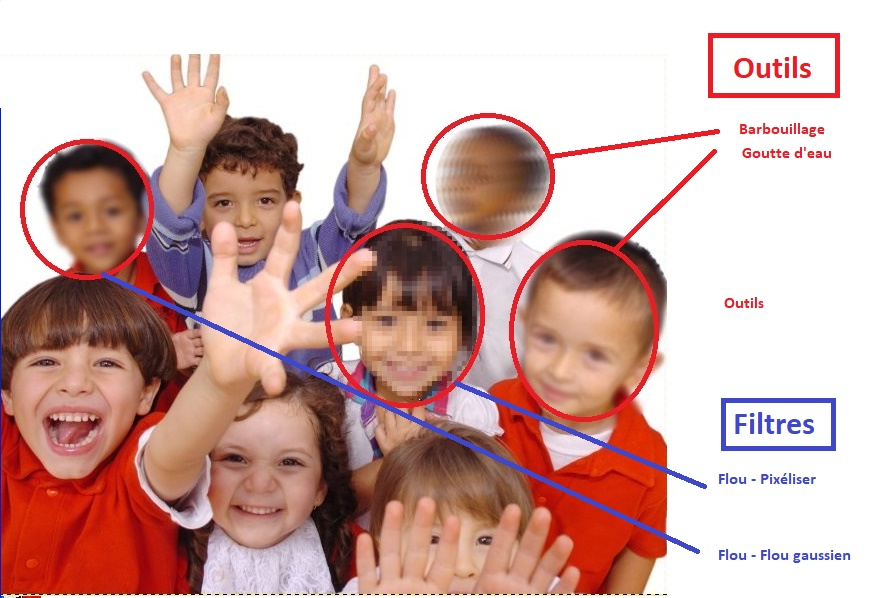 Outils
Barbouillage
Goutte d'eau
Outils
Filtres
Flou - Pixéliser
Flou - Flou gaussien